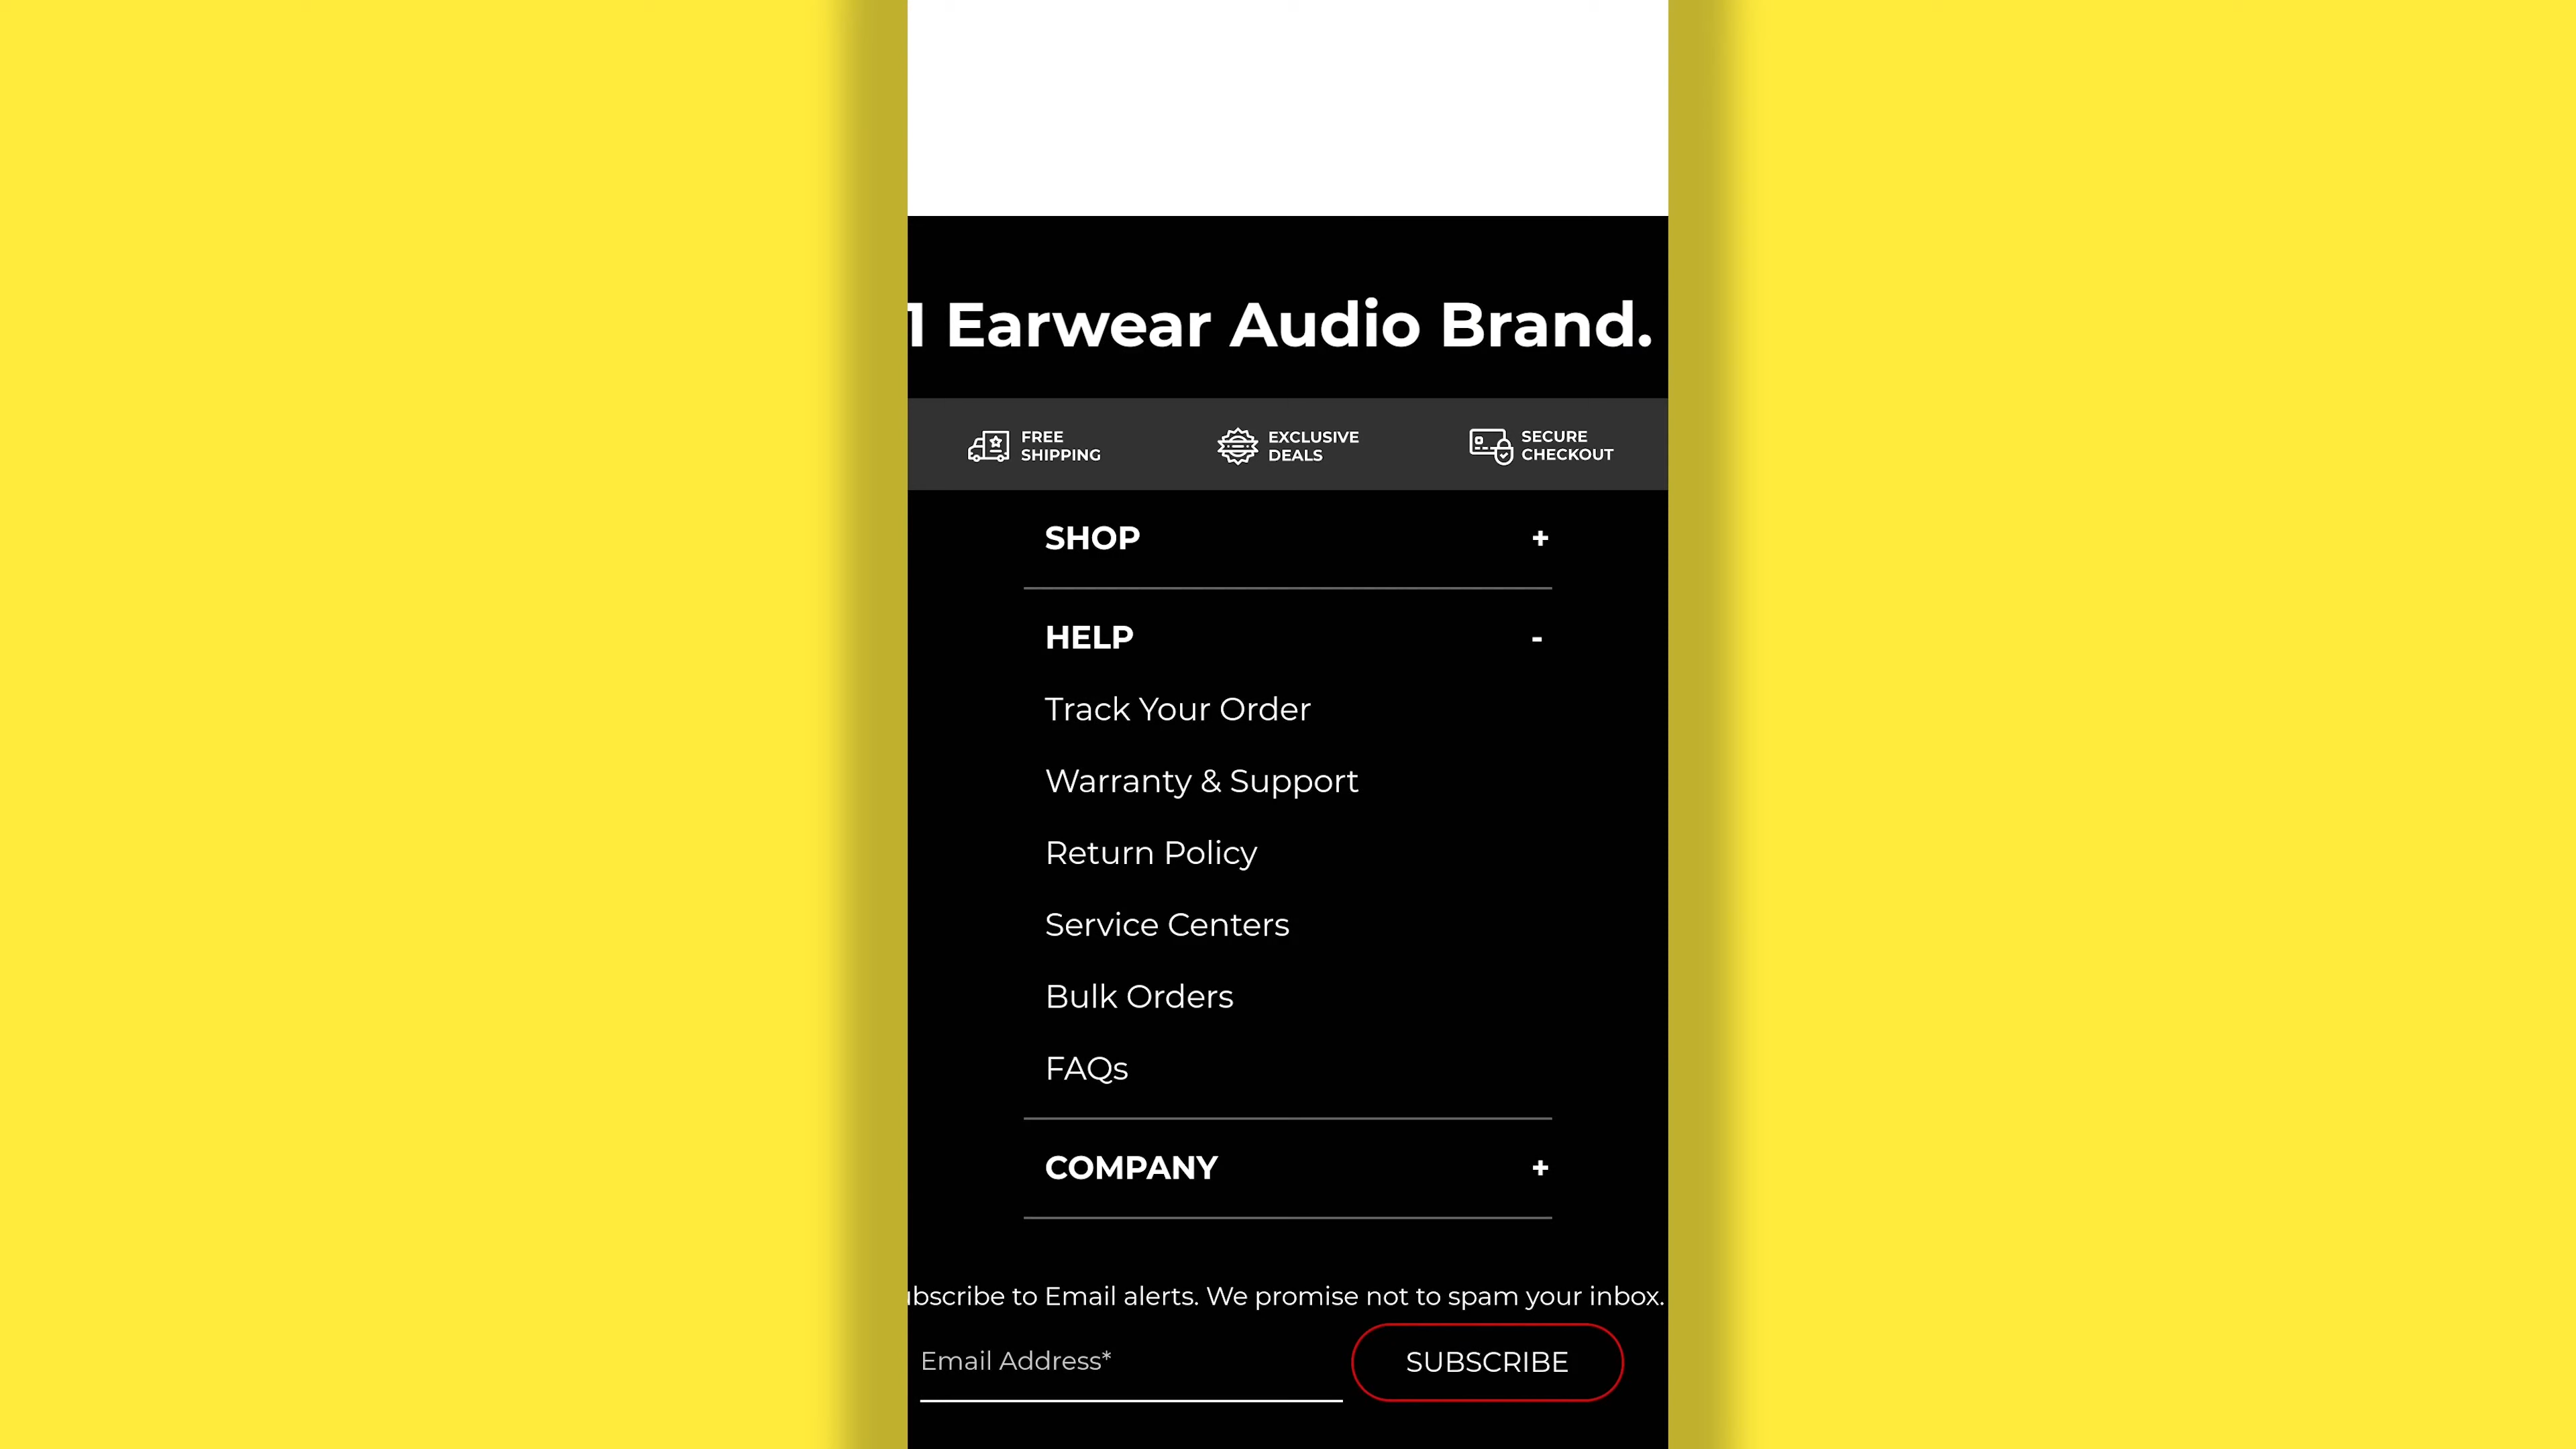 1 Earwear Audio Brand.
FREE
SHIPPING
EXCLUSIVE
DEALS
SECURE
CHECKOUT
SHOP +
HELP -
Track Your Order
Warranty & Support
Return Policy
Service Centers
Bulk Orders
FAQs
COMPANY +
ubscribe to Email alerts. We promise not to spam your inbox.
Email Address*
SUBSCRIBE